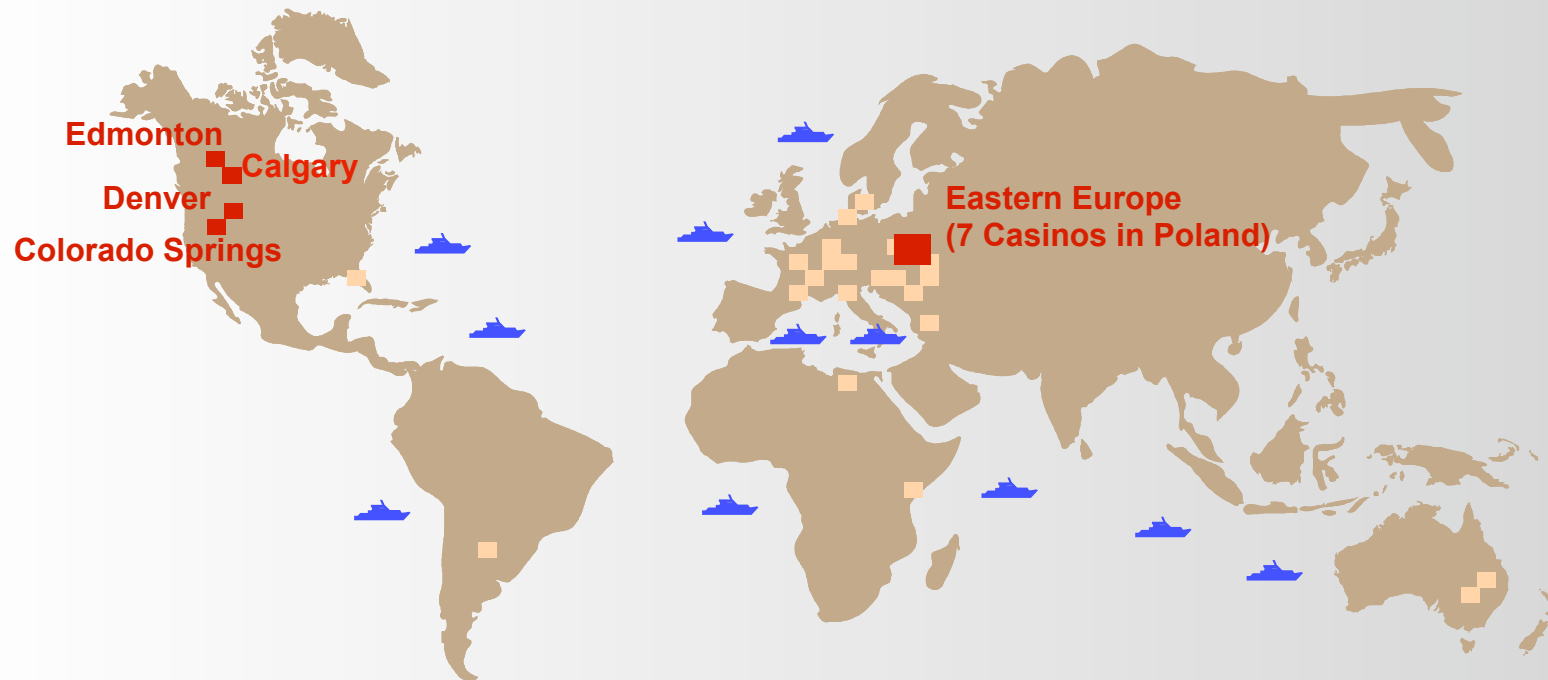 Edmonton
Calgary
Denver
Colorado Springs
Eastern Europe
(7 Casinos in Poland)